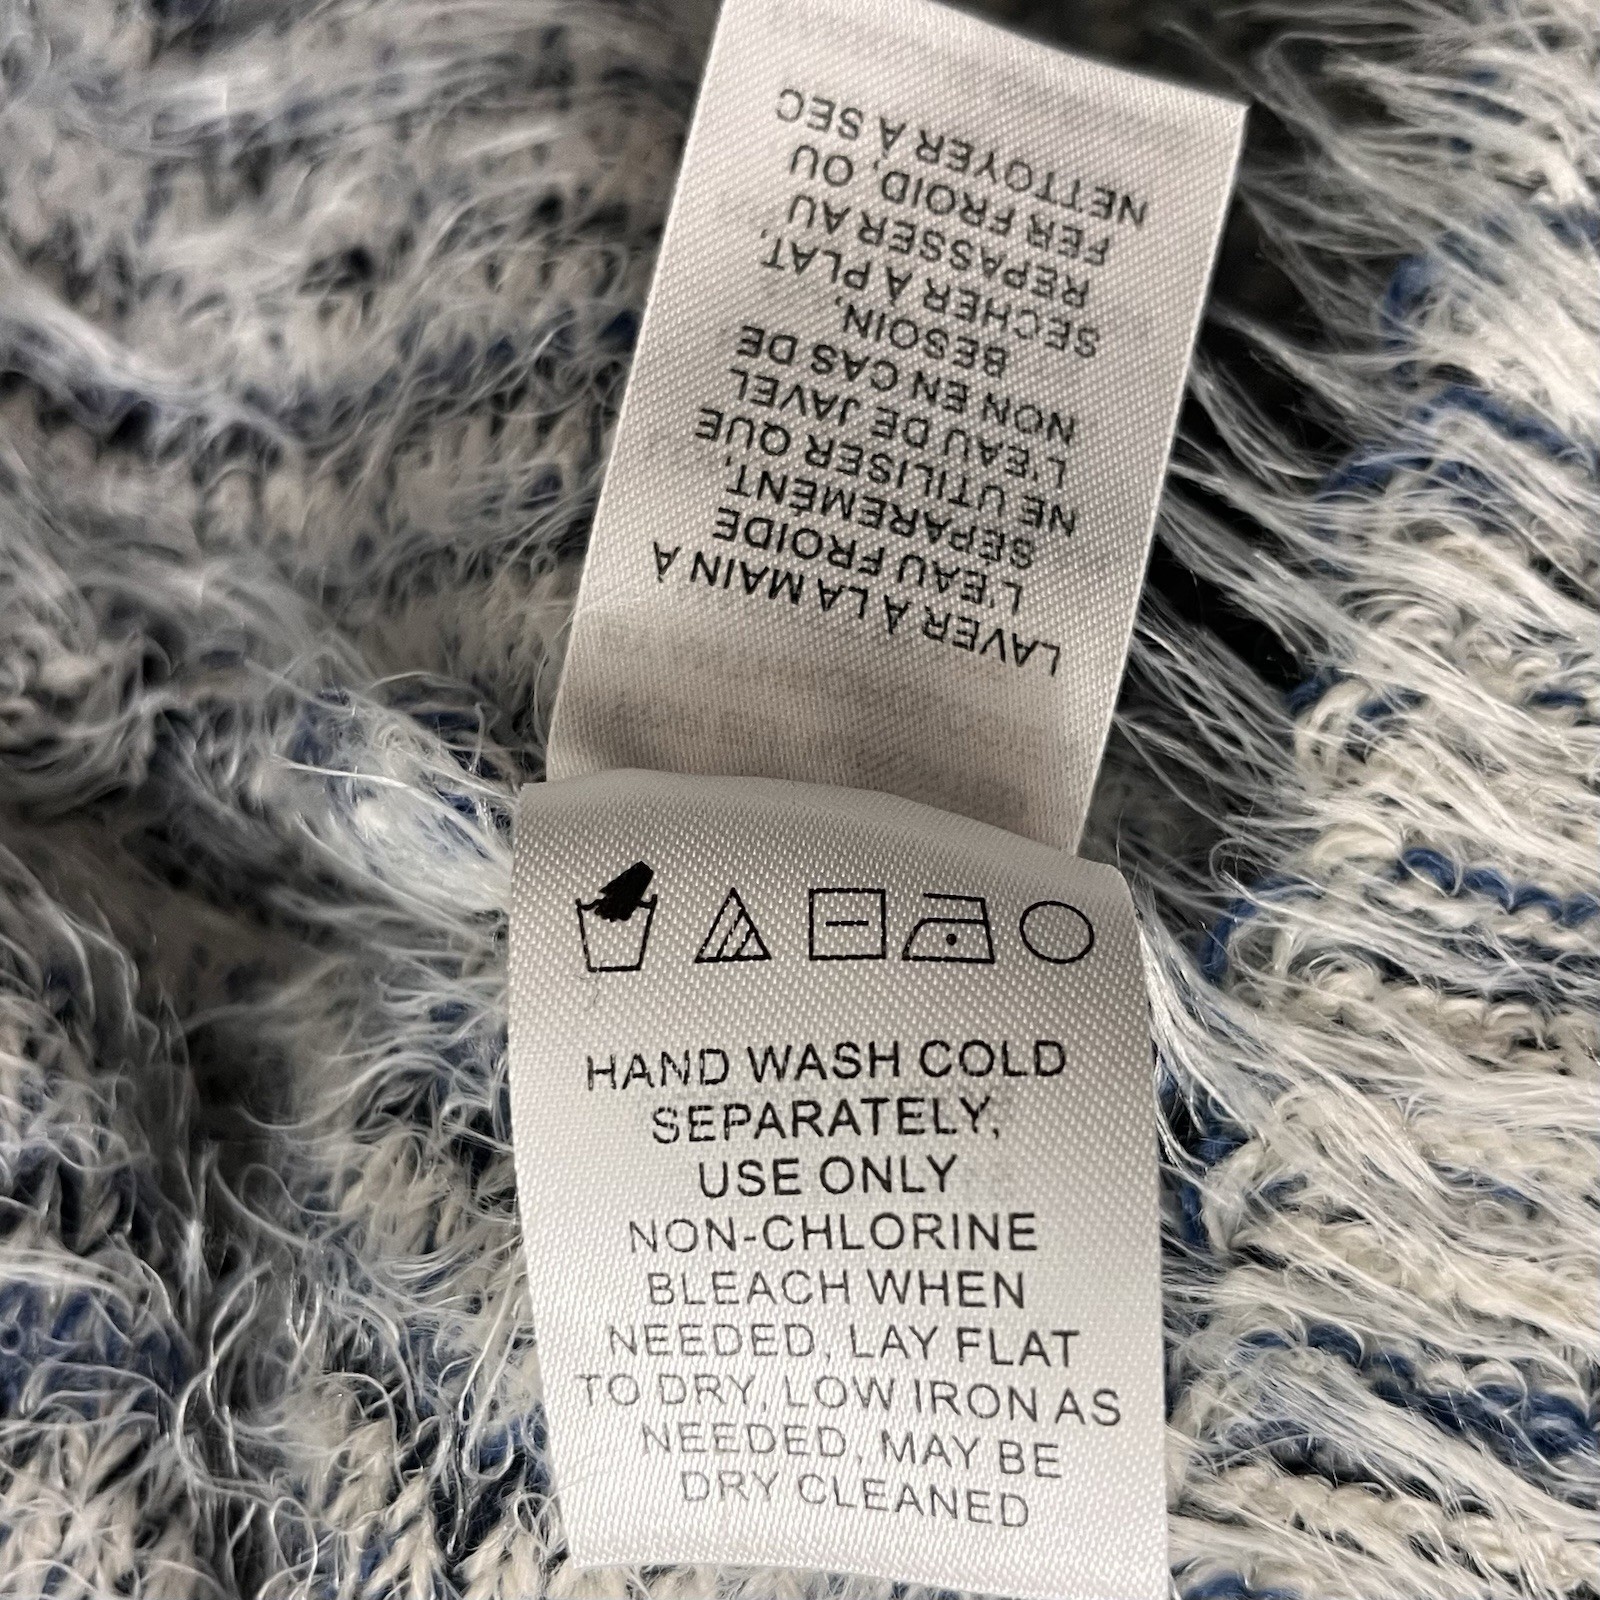 LAVER À LA MAIN À
L'EAU FROIDE
SÉPARÉMENT,
NE UTILISER QUE
L'EAU DE JAVEL
NON EN CAS DE
BESOIN,
SÉCHER À PLAT,
REPASSER AU
FER FROID, OU
NETTOYER À SEC
HAND WASH COLD
SEPARATELY,
USE ONLY
NON-CHLORINE
BLEACH WHEN
NEEDED, LAY FLAT
TO DRY, LOW IRON AS
NEEDED, MAY BE
DRY CLEANED